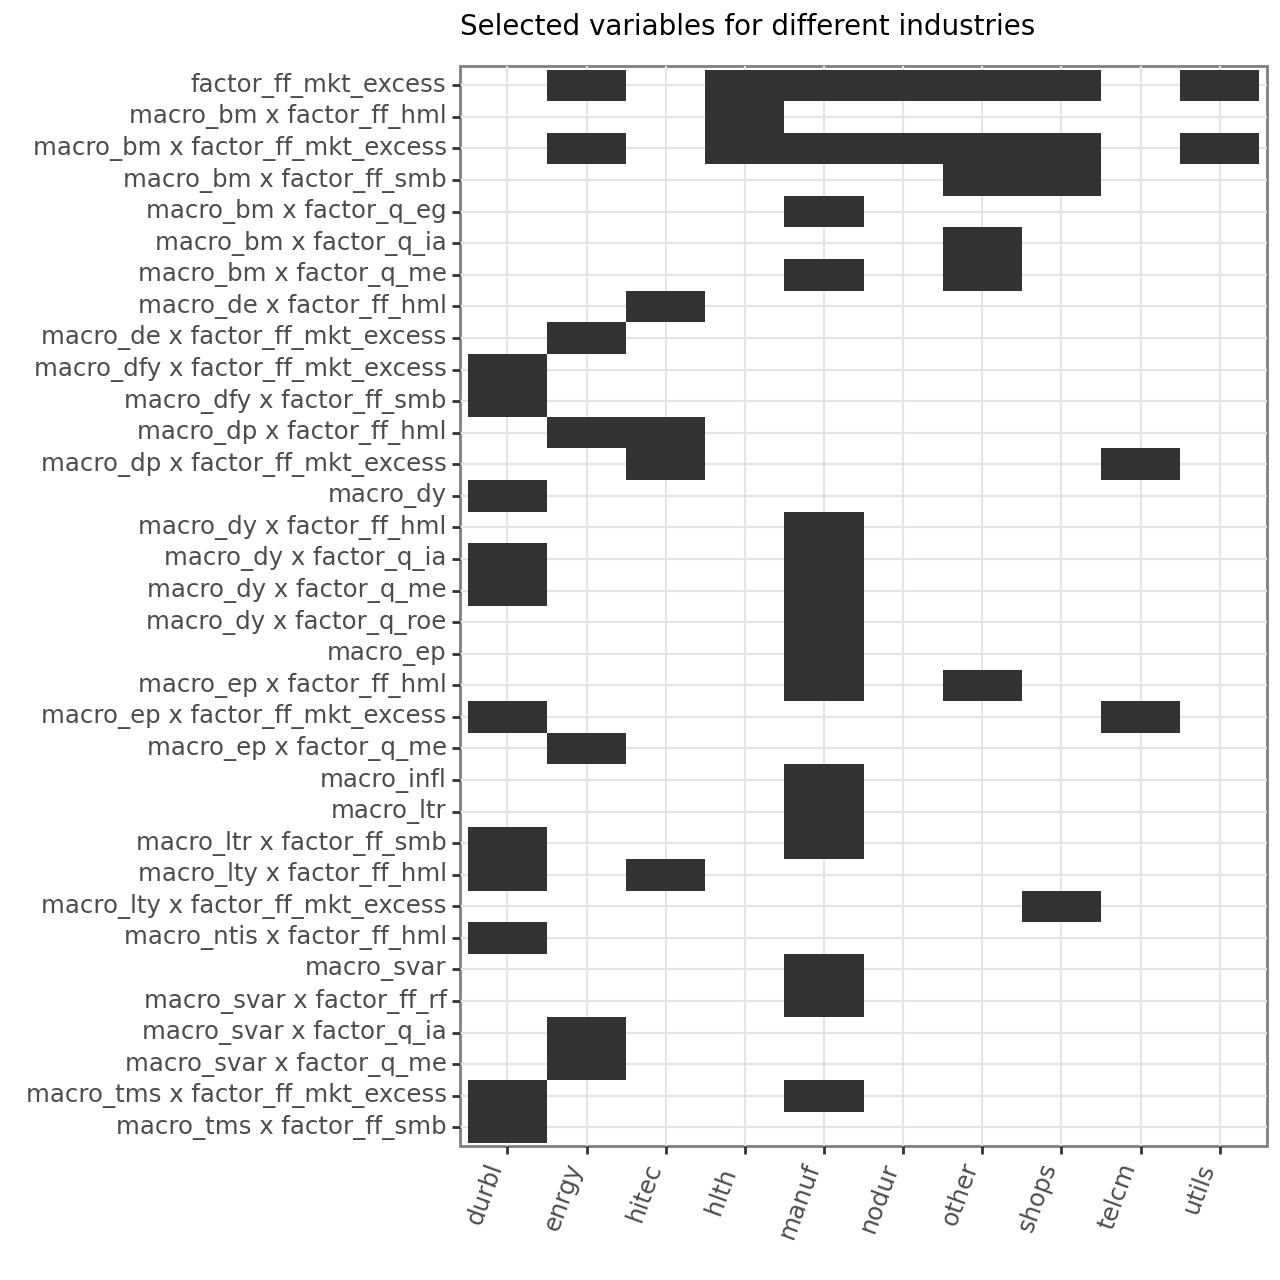 Selected variables for different industries
factor_ff_mkt_excess
macro_bm x factor_ff_hml
macro_bm x factor_ff_mkt_excess
macro_bm x factor_ff_smb
macro_bm x factor_q_eg
macro_bm x factor_q_ia
macro_bm x factor_q_me
macro_de x factor_ff_hml
macro_de x factor_ff_mkt_excess
macro_dfy x factor_ff_mkt_excess
macro_dfy x factor_ff_smb
macro_dp x factor_ff_hml
macro_dp x factor_ff_mkt_excess
macro_dy
macro_dy x factor_ff_hml
macro_dy x factor_q_ia
macro_dy x factor_q_me
macro_dy x factor_q_roe
macro_ep
macro_ep x factor_ff_hml
macro_ep x factor_ff_mkt_excess
macro_ep x factor_q_me
macro_infl
macro_ltr
macro_ltr x factor_ff_smb
macro_lty x factor_ff_hml
macro_lty x factor_ff_mkt_excess
macro_ntis x factor_ff_hml
macro_svar
macro_svar x factor_ff_rf
macro_svar x factor_q_ia
macro_svar x factor_q_me
macro_tms x factor_ff_mkt_excess
macro_tms x factor_ff_smb
durbl
enrgy
hitec
hlth
manuf
nodur
other
shops
telcm
utils